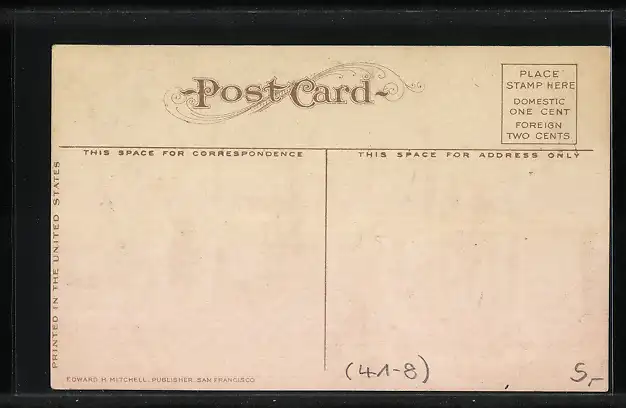 Post Card
PLACE
STAMP HERE
DOMESTIC
ONE CENT
FOREIGN
TWO CENTS
THIS SPACE FOR CORRESPONDENCE
THIS SPACE FOR ADDRESS ONLY
PRINTED IN THE UNITED STATES
EDWARD H. MITCHELL, PUBLISHER, SAN FRANCISCO
(41-8)
5,-